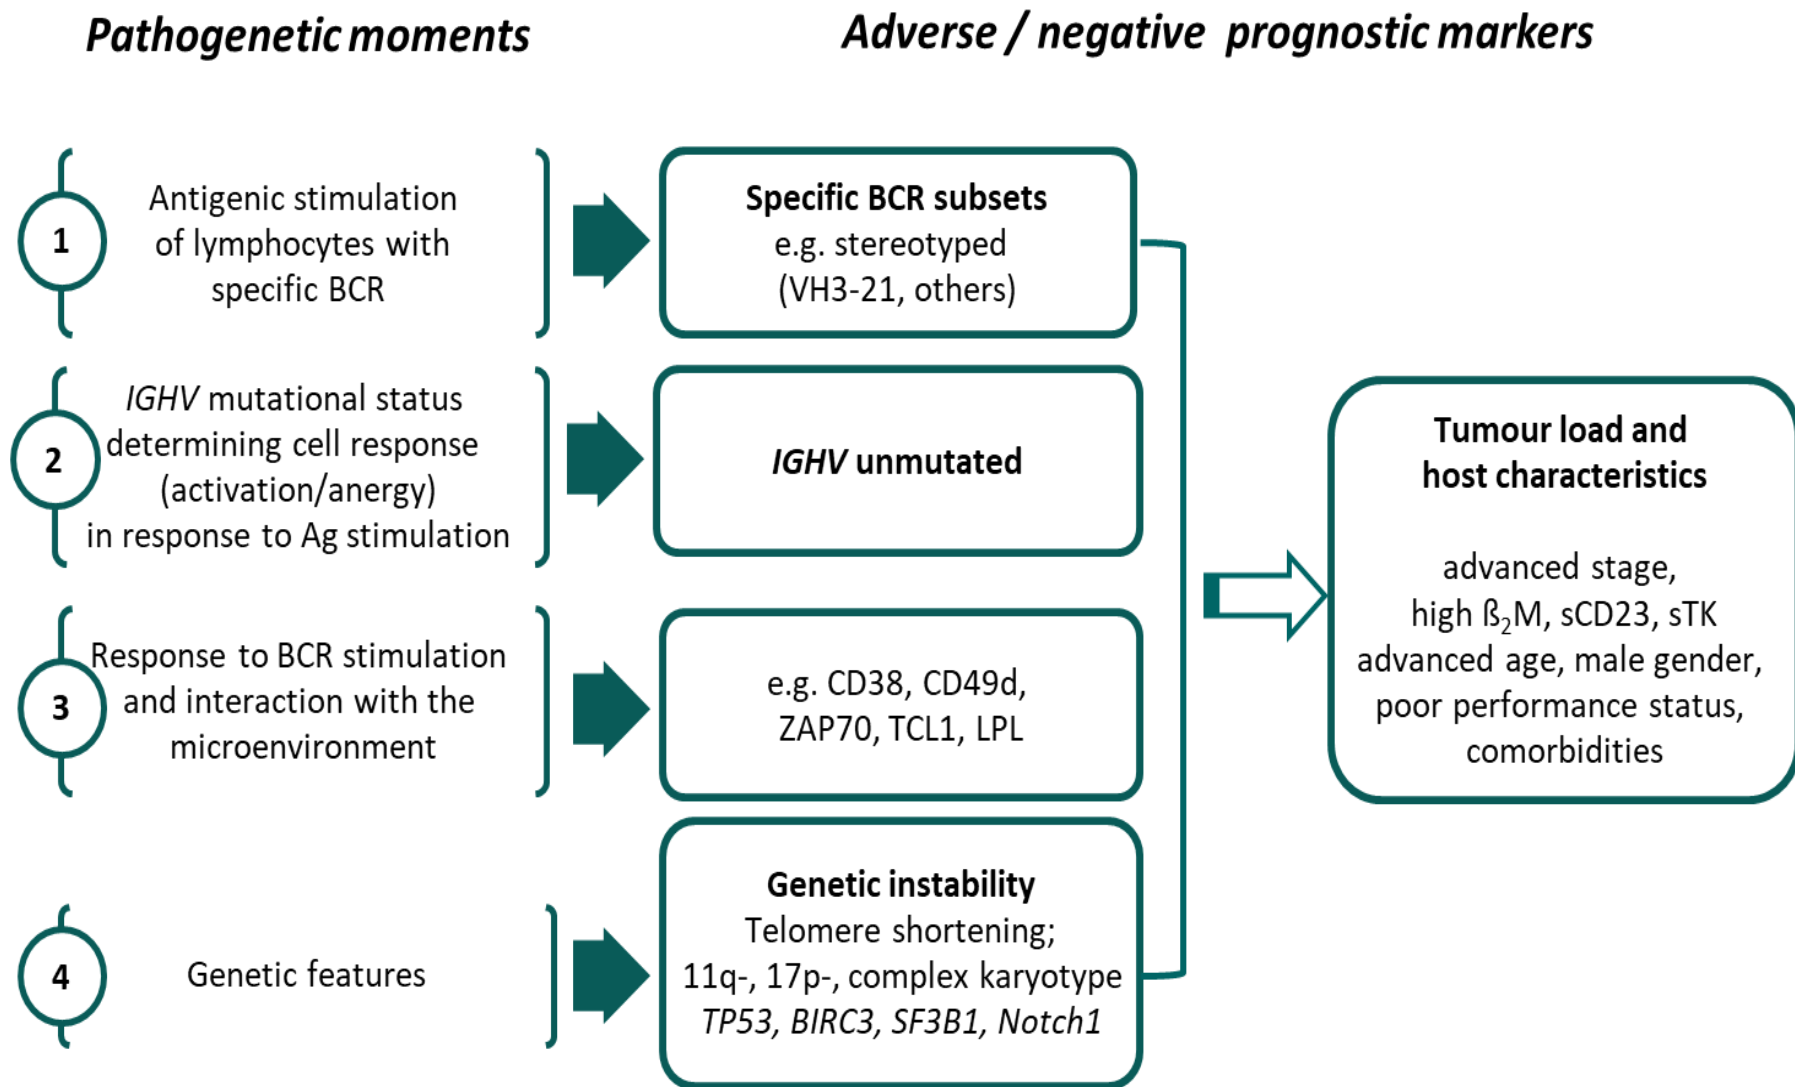 Pathogenetic moments
Adverse / negative prognostic markers
1
Antigenic stimulation
of lymphocytes with
specific BCR
Specific BCR subsets
e.g. stereotyped
(VH3-21, others)
2
IGHV mutational status
determining cell response
(activation/anergy)
in response to Ag stimulation
IGHV unmutated
3
Response to BCR stimulation
and interaction with the
microenvironment
e.g. CD38, CD49d,
ZAP70, TCL1, LPL
4
Genetic features
Genetic instability
Telomere shortening;
11q-, 17p-, complex karyotype
TP53, BIRC3, SF3B1, Notch1
Tumour load and
host characteristics
advanced stage,
high ß₂M, sCD23, sTK
advanced age, male gender,
poor performance status,
comorbidities